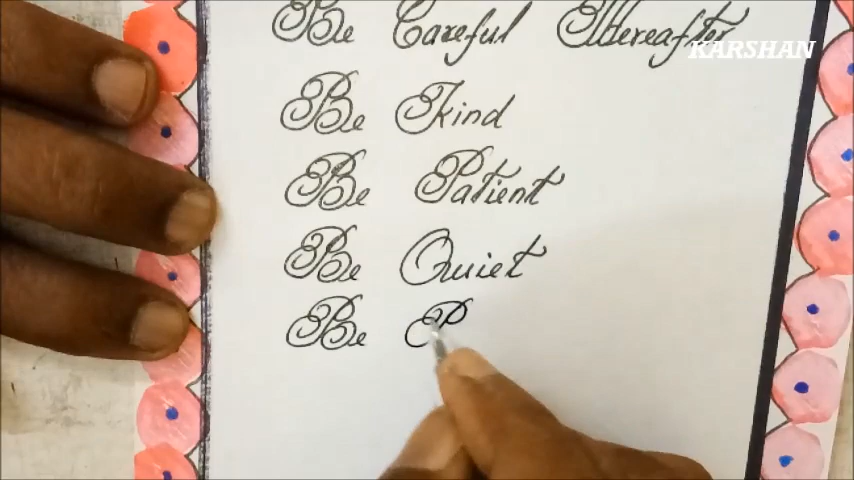 Be Careful Thereafter
KARSHAN
Be Kind
Be Patient
Be Quiet
Be P